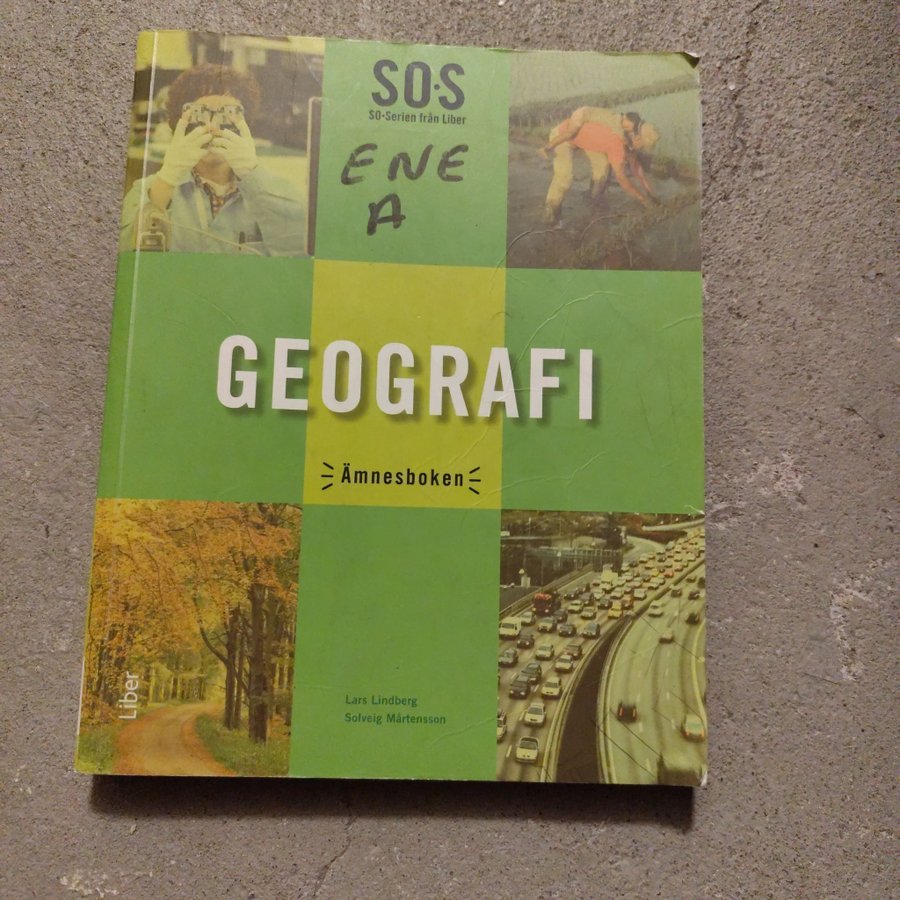 SO·S
SO•Serien från Liber
ENE
A
GEOGRAFI
Ämnesboken
Lars Lindberg
Solveig Mårtensson
Liber